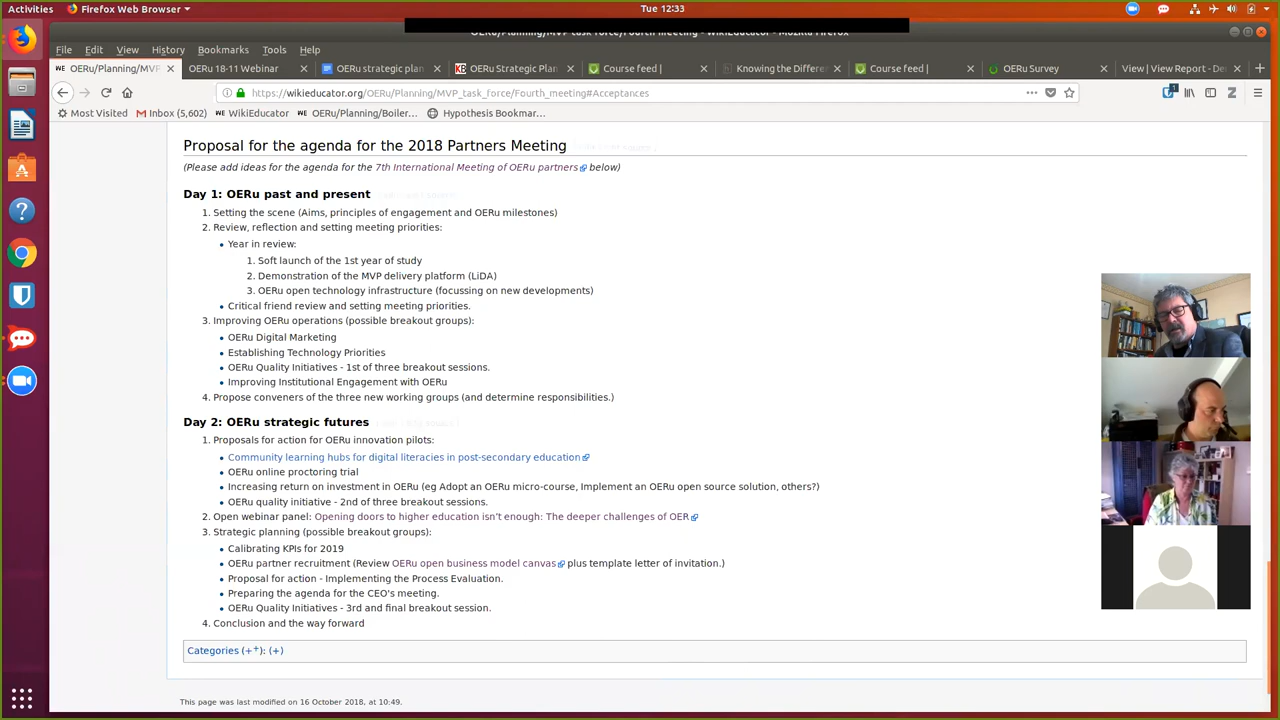 Activities
Firefox Web Browser
Tue 12:33
OERu/Planning/MVP task force/Fourth meeting - WikiEducator - Mozilla Firefox
File Edit View History Bookmarks Tools Help
WE OERu/Planning/MVP × OERu 18-11 Webinar × OERu strategic plan × KB OERu Strategic Plan × Course feed | × Knowing the Differe × Course feed | × OERu Survey × View | View Report - De ×
https://wikieducator.org/OERu/Planning/MVP_task_force/Fourth_meeting#Acceptances
Most Visited Inbox (5,602) WE WikiEducator WE OERu/Planning/Boiler... Hypothesis Bookmar...
Proposal for the agenda for the 2018 Partners Meeting
(Please add ideas for the agenda for the 7th International Meeting of OERu partners below)
Day 1: OERu past and present
1. Setting the scene (Aims, principles of engagement and OERu milestones)
2. Review, reflection and setting meeting priorities:
• Year in review:
1. Soft launch of the 1st year of study
2. Demonstration of the MVP delivery platform (LiDA)
3. OERu open technology infrastructure (focussing on new developments)
• Critical friend review and setting meeting priorities.
3. Improving OERu operations (possible breakout groups):
• OERu Digital Marketing
• Establishing Technology Priorities
• OERu Quality Initiatives - 1st of three breakout sessions.
• Improving Institutional Engagement with OERu
4. Propose conveners of the three new working groups (and determine responsibilities.)
Day 2: OERu strategic futures
1. Proposals for action for OERu innovation pilots:
• Community learning hubs for digital literacies in post-secondary education
• OERu online proctoring trial
• Increasing return on investment in OERu (eg Adopt an OERu micro-course, Implement an OERu open source solution, others?)
• OERu quality initiative - 2nd of three breakout sessions.
2. Open webinar panel: Opening doors to higher education isn't enough: The deeper challenges of OER
3. Strategic planning (possible breakout groups):
• Calibrating KPIs for 2019
• OERu partner recruitment (Review OERu open business model canvas plus template letter of invitation.)
• Proposal for action - Implementing the Process Evaluation.
• Preparing the agenda for the CEO's meeting.
• OERu Quality Initiatives - 3rd and final breakout session.
4. Conclusion and the way forward
Categories (++): (+)
This page was last modified on 16 October 2018, at 10:49.